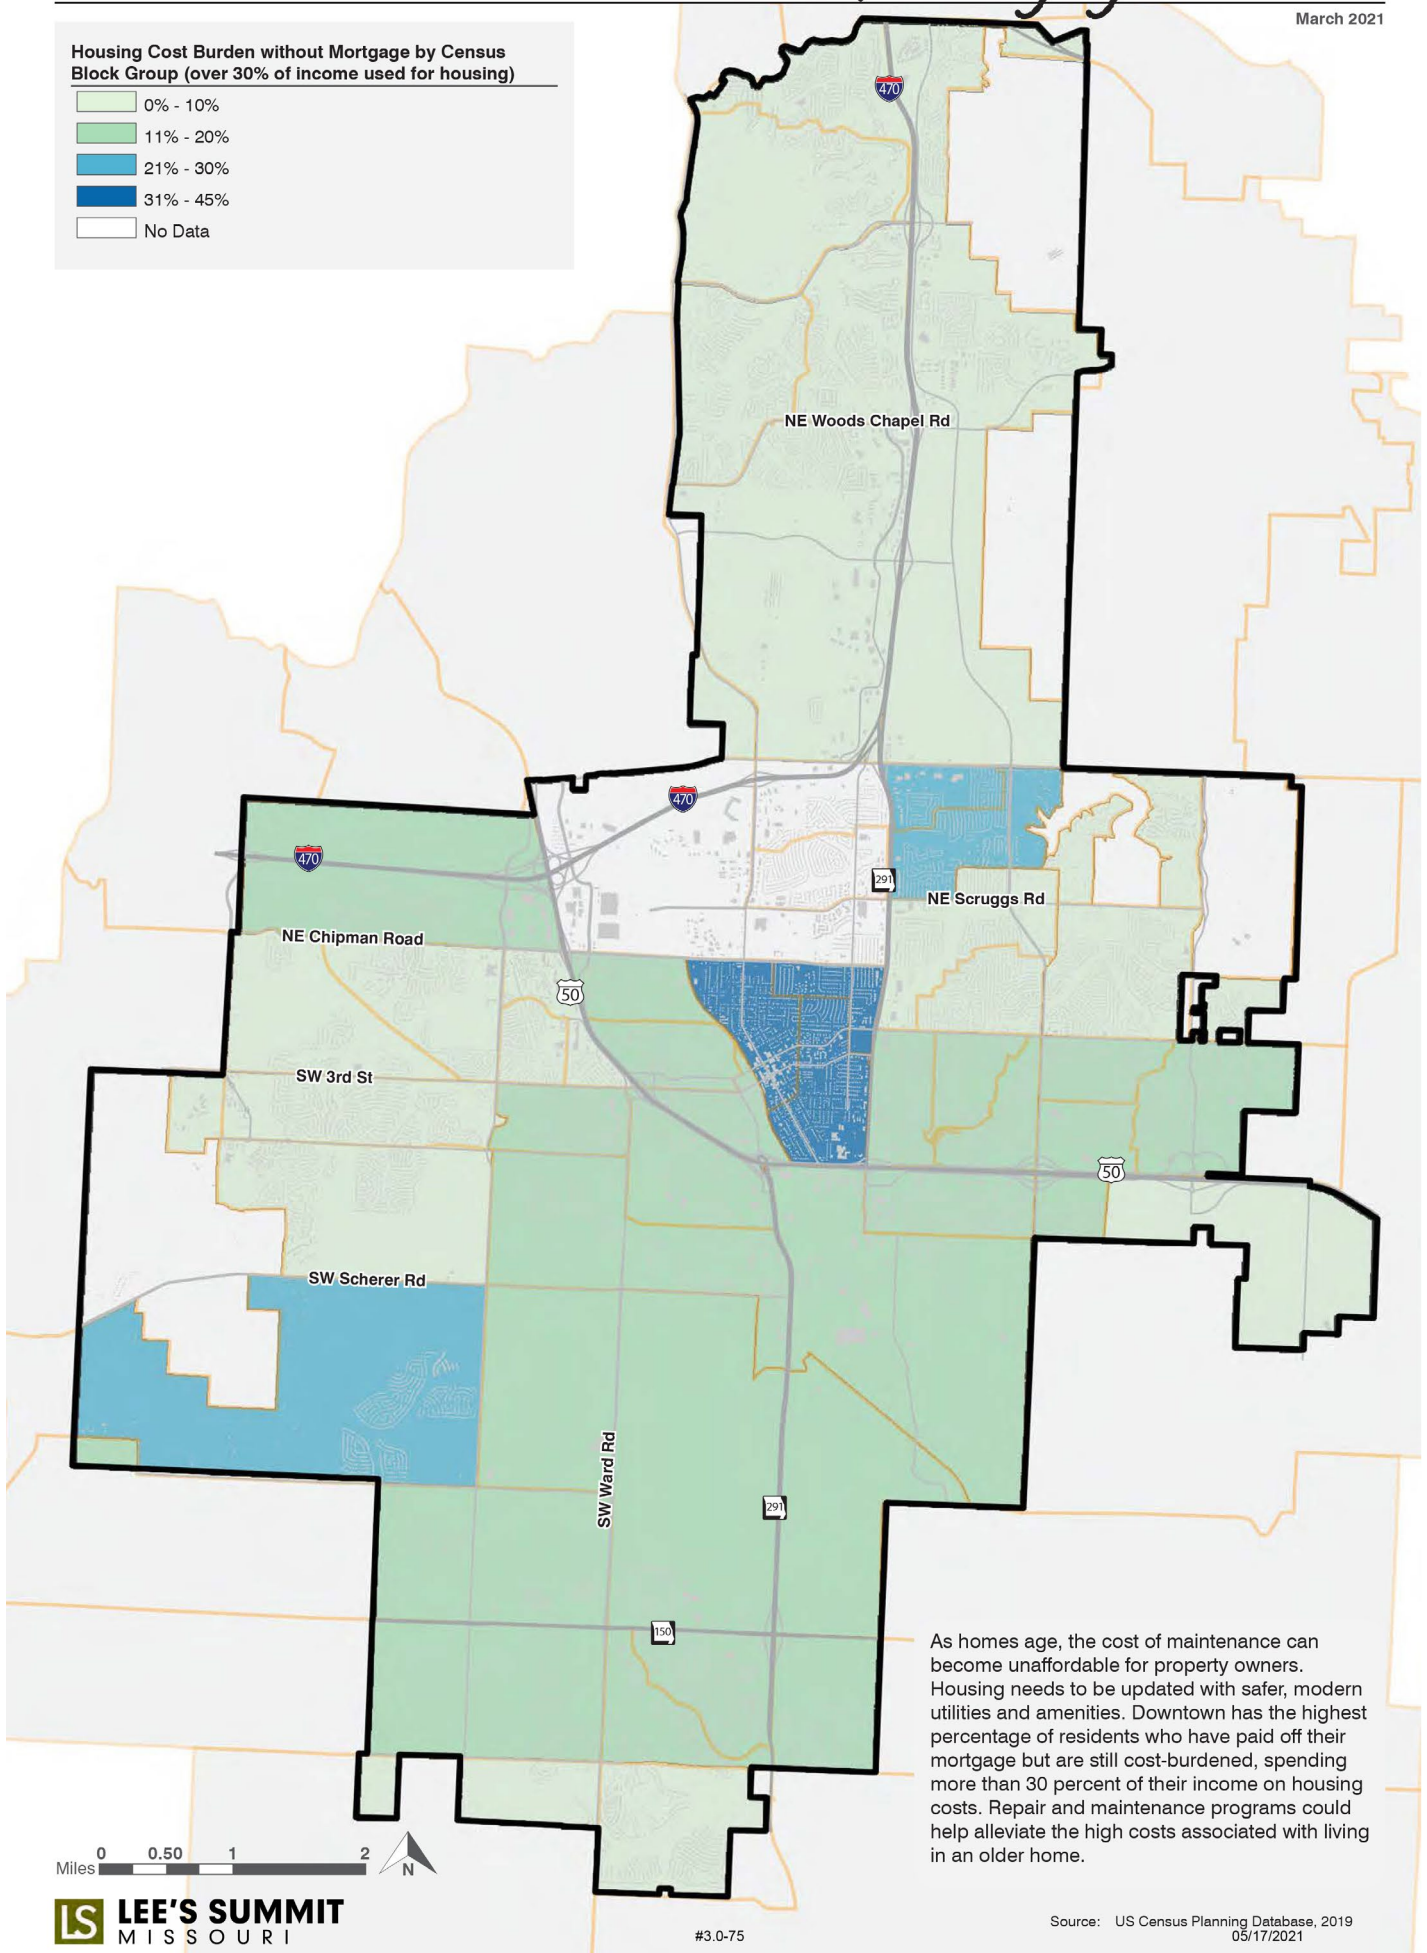 March 2021
Housing Cost Burden without Mortgage by Census
Block Group (over 30% of income used for housing)
0% - 10%
11% - 20%
21% - 30%
31% - 45%
No Data
470
NE Woods Chapel Rd
470
470
291
NE Scruggs Rd
NE Chipman Road
50
SW 3rd St
50
SW Scherer Rd
SW Ward Rd
291
150
As homes age, the cost of maintenance can
become unaffordable for property owners.
Housing needs to be updated with safer, modern
utilities and amenities. Downtown has the highest
percentage of residents who have paid off their
mortgage but are still cost-burdened, spending
more than 30 percent of their income on housing
costs. Repair and maintenance programs could
help alleviate the high costs associated with living
in an older home.
0 0.50 1 2
Miles
N
LS LEE'S SUMMIT
MISSOURI
#3.0-75
Source: US Census Planning Database, 2019
05/17/2021